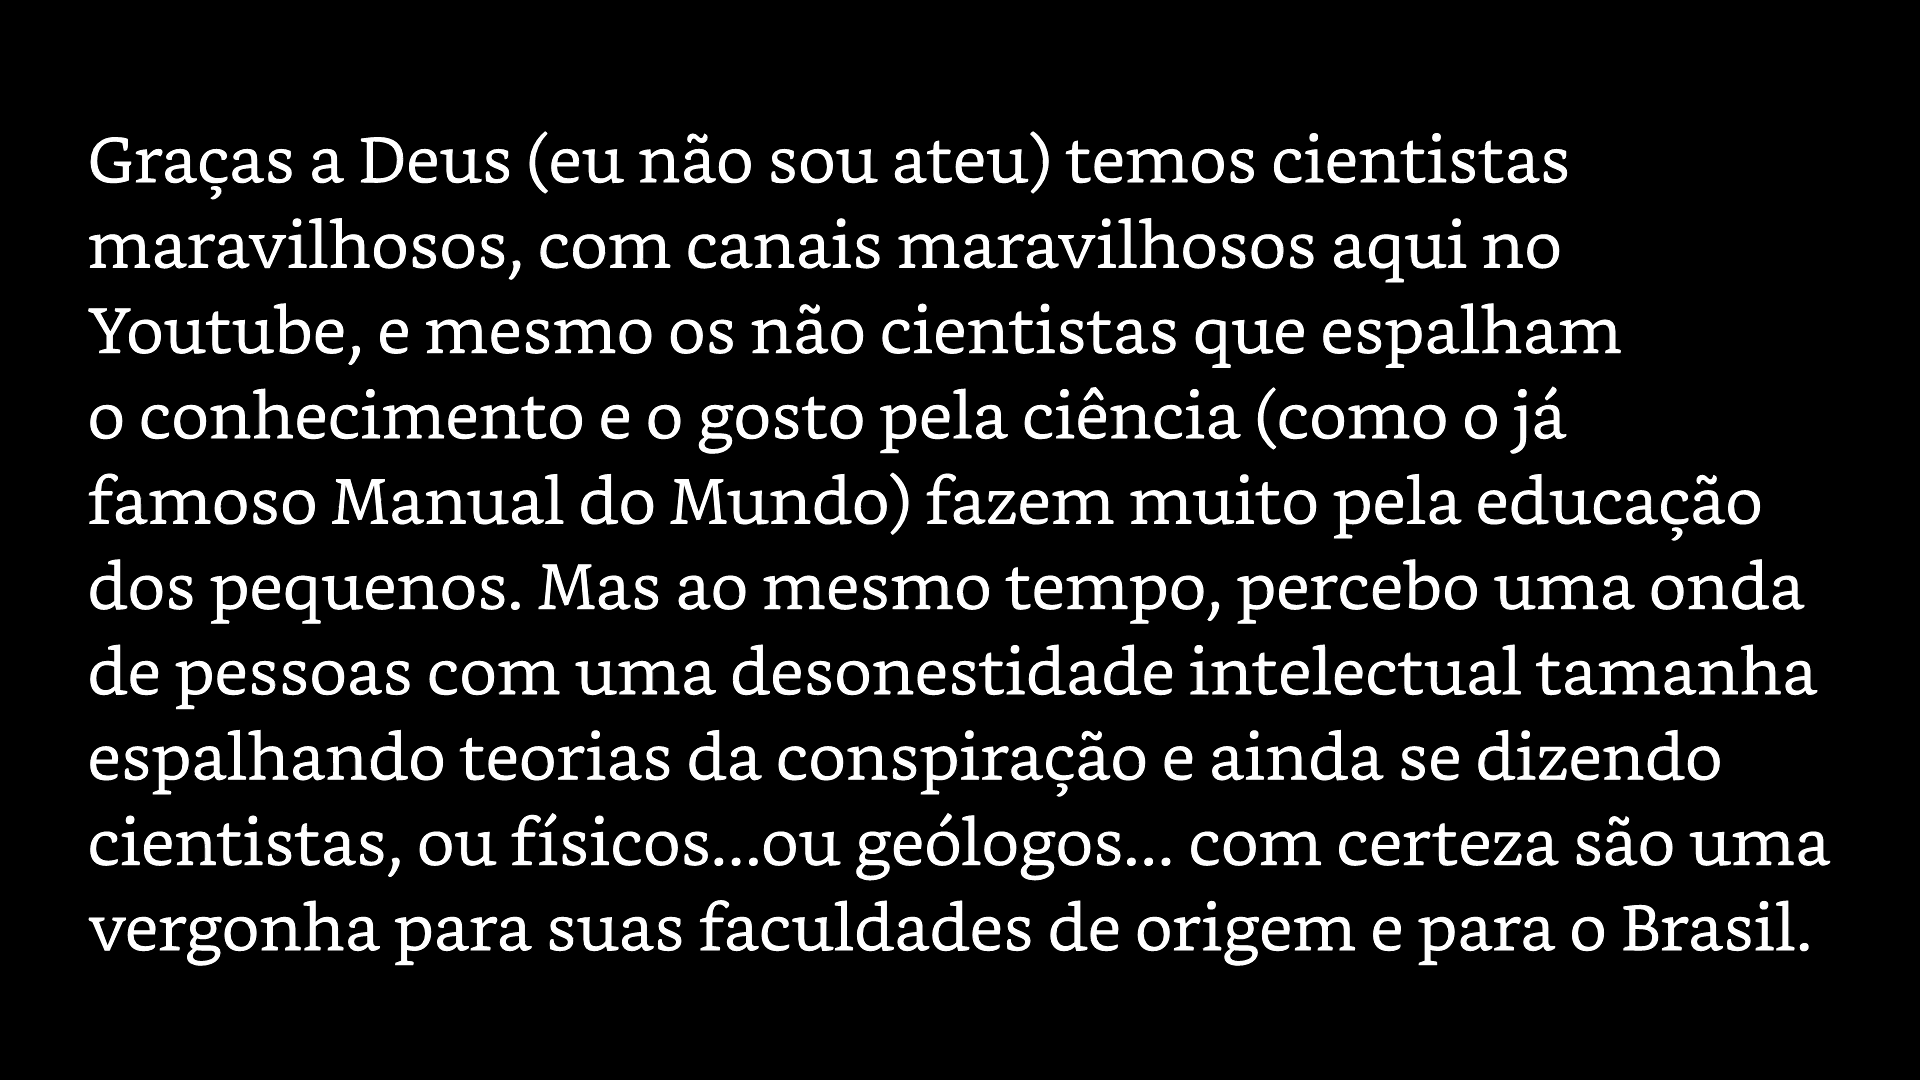 Graças a Deus (eu não sou ateu) temos cientistas
maravilhosos, com canais maravilhosos aqui no
Youtube, e mesmo os não cientistas que espalham
o conhecimento e o gosto pela ciência (como o já
famoso Manual do Mundo) fazem muito pela educação
dos pequenos. Mas ao mesmo tempo, percebo uma onda
de pessoas com uma desonestidade intelectual tamanha
espalhando teorias da conspiração e ainda se dizendo
cientistas, ou físicos...ou geólogos... com certeza são uma
vergonha para suas faculdades de origem e para o Brasil.